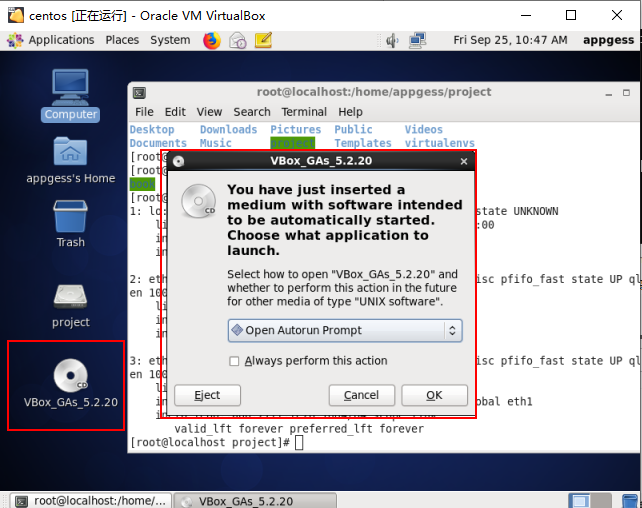 centos [正在运行] - Oracle VM VirtualBox
Applications Places System Fri Sep 25, 10:47 AM appgess
Computer
appgess's Home
Trash
project
CD
VBox_GAs_5.2.20
root@localhost:/home/appgess/project
File Edit View Search Terminal Help
Desktop Downloads Pictures Public Videos
Documents Music project Templates virtualenvs
[root@
[root@
book
[root@
1: lo: state UNKNOWN
li :00
in
in
2: eth isc pfifo_fast state UP ql
en 100
li
in
in
3: eth isc pfifo_fast state UP ql
en 100
li
in obal eth1
valid_lft forever preferred_lft forever
[root@localhost project]#
VBox_GAs_5.2.20
CD
You have just inserted a
medium with software intended
to be automatically started.
Choose what application to
launch.
Select how to open "VBox_GAs_5.2.20" and
whether to perform this action in the future
for other media of type "UNIX software".
Open Autorun Prompt
Always perform this action
Eject Cancel OK
root@localhost:/home/... VBox_GAs_5.2.20